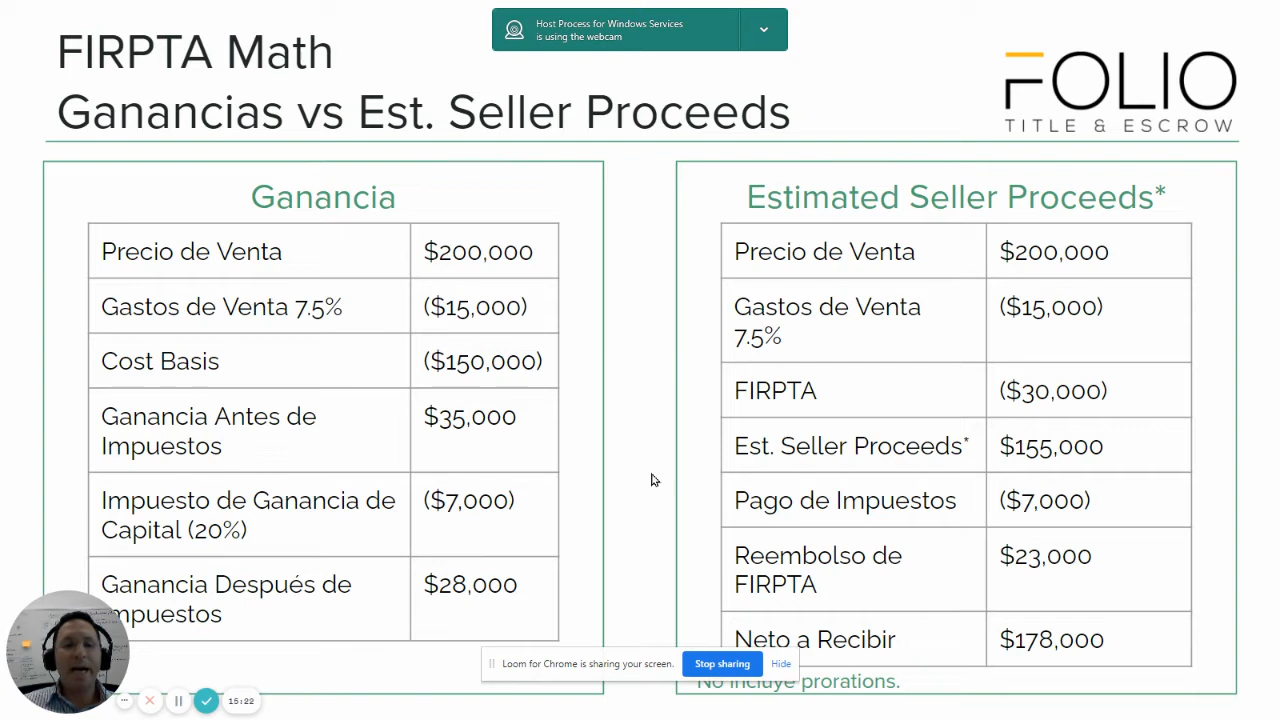 Host Process for Windows Services
is using the webcam
FIRPTA Math
Ganancias vs Est. Seller Proceeds
FOLIO
TITLE & ESCROW
Ganancia
Precio de Venta $200,000
Gastos de Venta 7.5% ($15,000)
Cost Basis ($150,000)
Ganancia Antes de $35,000
Impuestos
Impuesto de Ganancia de ($7,000)
Capital (20%)
Ganancia Después de $28,000
Impuestos
Estimated Seller Proceeds*
Precio de Venta $200,000
Gastos de Venta ($15,000)
7.5%
FIRPTA ($30,000)
Est. Seller Proceeds* $155,000
Pago de Impuestos ($7,000)
Reembolso de $23,000
FIRPTA
Neto a Recibir $178,000
No incluye prorations.
Loom for Chrome is sharing your screen. Stop sharing Hide
15:22